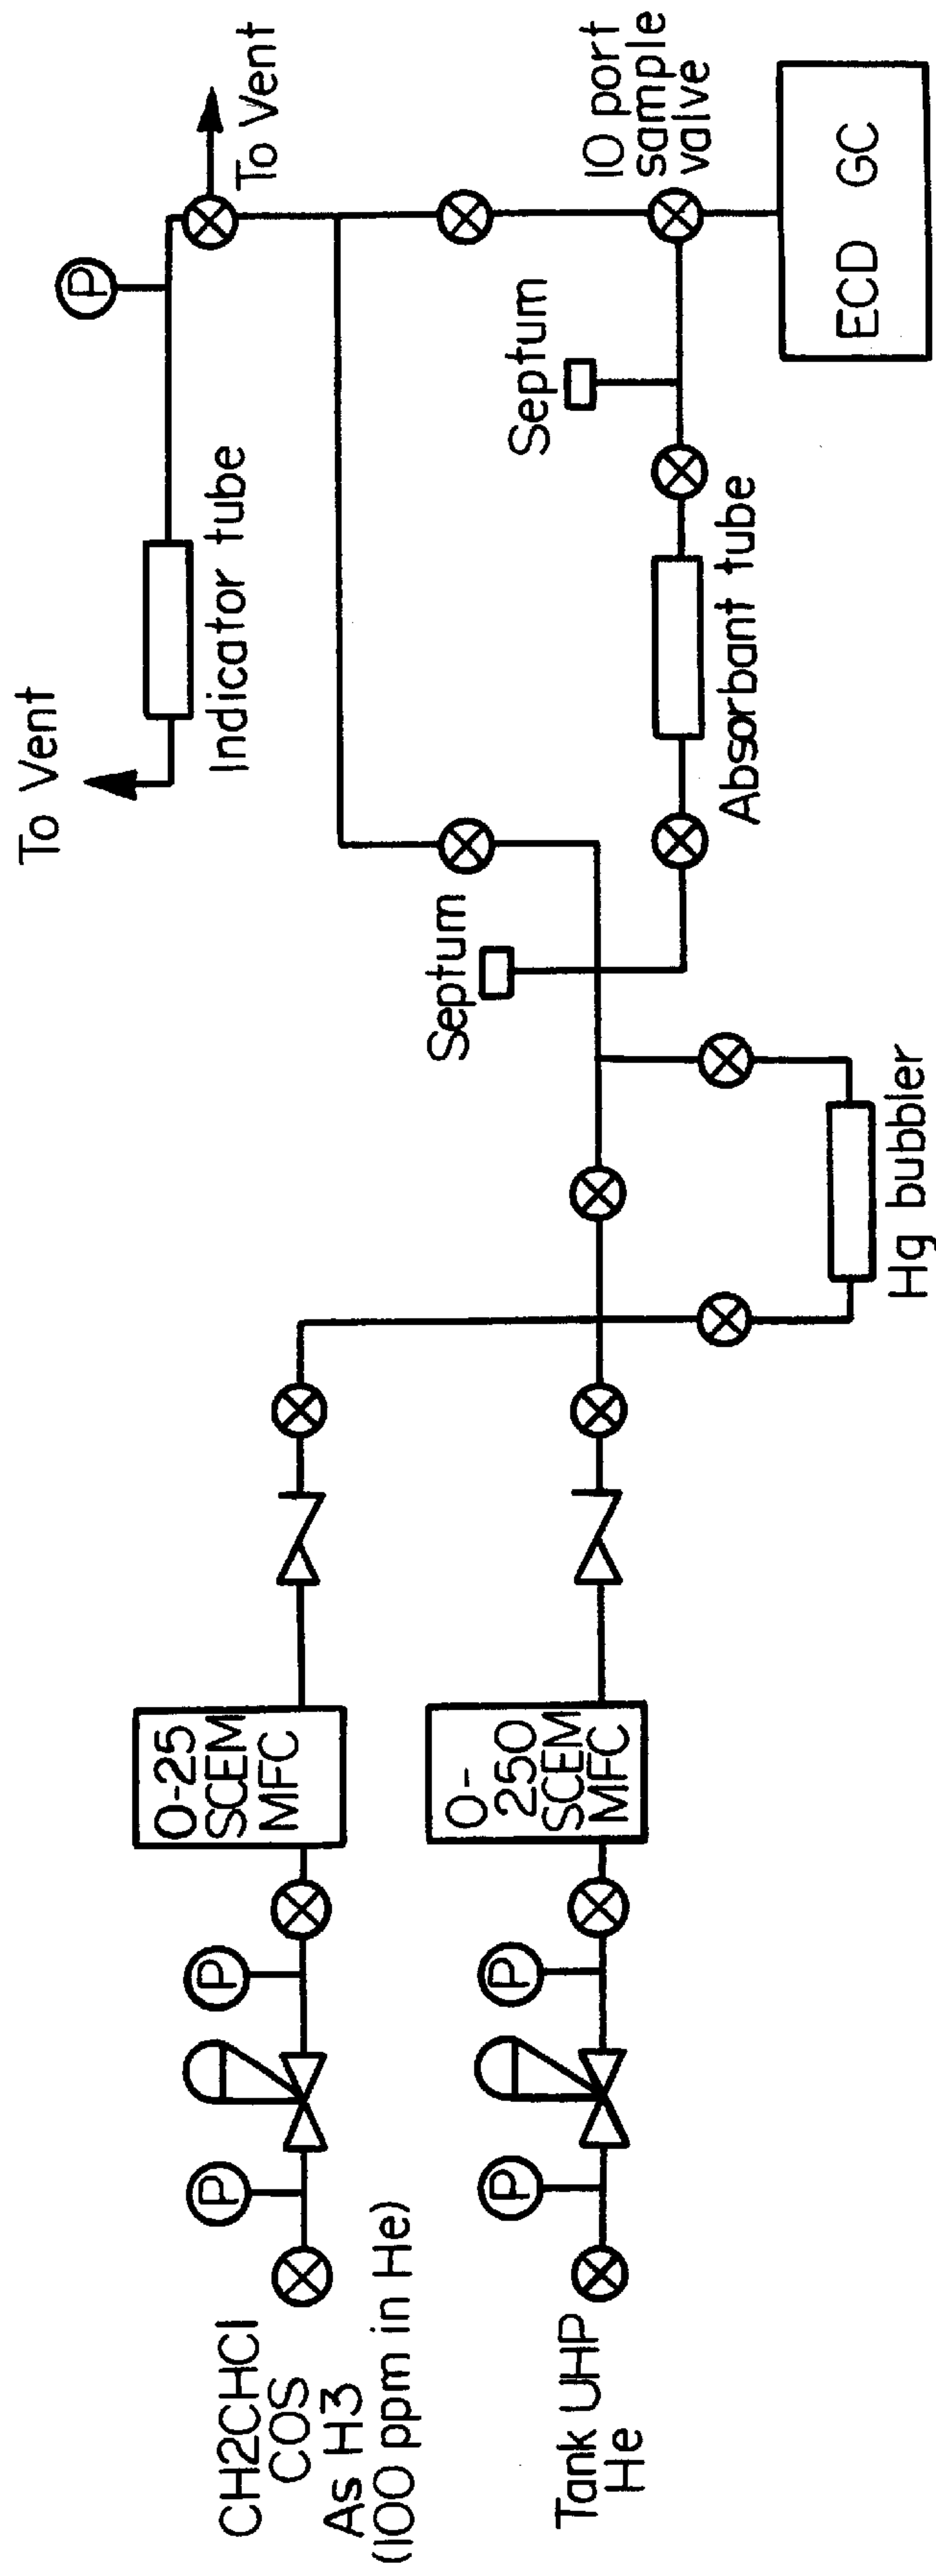 CH2CHCl
COS
As H3
(100 ppm in He)
Tank UHP
He
P
P
P
P
0-25
SCEM
MFC
0-
250
SCEM
MFC
Hg bubbler
Septum
To Vent
Indicator tube
P
To Vent
Absorbant tube
Septum
10 port
sample
valve
ECD GC